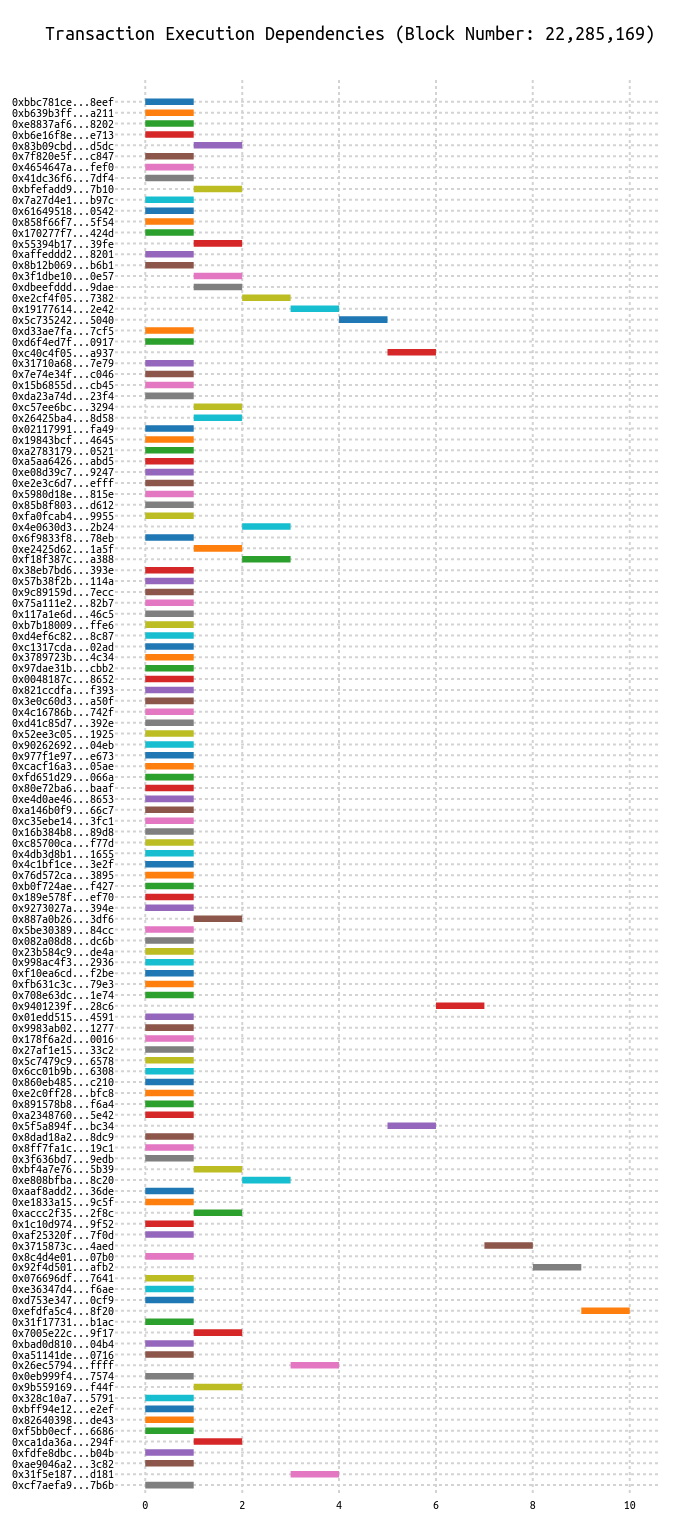 Transaction Execution Dependencies (Block Number: 22,285,169)
0xbbc781ce...8eef
0xb639b3ff...a211
0xe8837af6...8202
0xb6e16f8e...e713
0x83b09cbd...d5dc
0x7f820e5f...c847
0x4654647a...fef0
0x41dc36f6...7df4
0xbfefadd9...7b10
0x7a27d4e1...b97c
0x61649518...0542
0x858f66f7...5f54
0x170277f7...424d
0x55394b17...39fe
0xaffeddd2...8201
0x8b12b069...b6b1
0x3f1dbe10...0e57
0xdbeefddd...9dae
0xe2cf4f05...7382
0x19177614...2e42
0x5c735242...5040
0xd33ae7fa...7cf5
0xd6f4ed7f...0917
0xc40c4f05...a937
0x31710a68...7e79
0x7e74e34f...c046
0x15b6855d...cb45
0xda23a74d...23f4
0xc57ee6bc...3294
0x26425ba4...8d58
0x02117991...fa49
0x19843bcf...4645
0xa2783179...0521
0xa5aa6426...abd5
0xe08d39c7...9247
0xe2e3c6d7...efff
0x5980d18e...815e
0x85b8f803...d612
0xfa0fcab4...9955
0x4e0630d3...2b24
0x6f9833f8...78eb
0xe2425d62...1a5f
0xf18f387c...a388
0x38eb7bd6...393e
0x57b38f2b...114a
0x9c89159d...7ecc
0x75a111e2...82b7
0x117a1e6d...46c5
0xb7b18009...ffe6
0xd4ef6c82...8c87
0xc1317cda...02ad
0x3789723b...4c34
0x97dae31b...cbb2
0x0048187c...8652
0x821ccdfa...f393
0x3e0c60d3...a50f
0x4c16786b...742f
0xd41c85d7...392e
0x52ee3c05...1925
0x90262692...04eb
0x977f1e97...e673
0xcacf16a3...05ae
0xfd651d29...066a
0x80e72ba6...baaf
0xe4d0ae46...8653
0xa146b0f9...66c7
0xc35ebe14...3fc1
0x16b384b8...89d8
0xc85700ca...f77d
0x4db3d8b1...1655
0x4c1bf1ce...3e2f
0x76d572ca...3895
0xb0f724ae...f427
0x189e578f...ef70
0x9273027a...394e
0x887a0b26...3df6
0x5be30389...84cc
0x082a08d8...dc6b
0x23b584c9...de4a
0x998ac4f3...2936
0xf10ea6cd...f2be
0xfb631c3c...79e3
0x708e63dc...1e74
0x9401239f...28c6
0x01edd515...4591
0x9983ab02...1277
0x178f6a2d...0016
0x27af1e15...33c2
0x5c7479c9...6578
0x6cc01b9b...6308
0x860eb485...c210
0xe2c0ff28...bfc8
0x891578b8...f6a4
0xa2348760...5e42
0x5f5a894f...bc34
0x8dad18a2...8dc9
0x8ff7fa1c...19c1
0x3f636bd7...9edb
0xbf4a7e76...5b39
0xe808bfba...8c20
0xaaf8add2...36de
0xe1833a15...9c5f
0xaccc2f35...2f8c
0x1c10d974...9f52
0xaf25320f...7f0d
0x3715873c...4aed
0x8c4d4e01...07b0
0x92f4d501...afb2
0x076696df...7641
0xe36347d4...f6ae
0xd753e347...0cf9
0xefdfa5c4...8f20
0x31f17731...b1ac
0x7005e22c...9f17
0xbad0d810...04b4
0xa51141de...0716
0x26ec5794...ffff
0x0eb999f4...7574
0x9b559169...f44f
0x328c10a7...5791
0xbff94e12...e2ef
0x82640398...de43
0xf5bb0ecf...6686
0xca1da36a...294f
0xfdfe8dbc...b04b
0xae9046a2...3c82
0x31f5e187...d181
0xcf7aefa9...7b6b
0 2 4 6 8 10